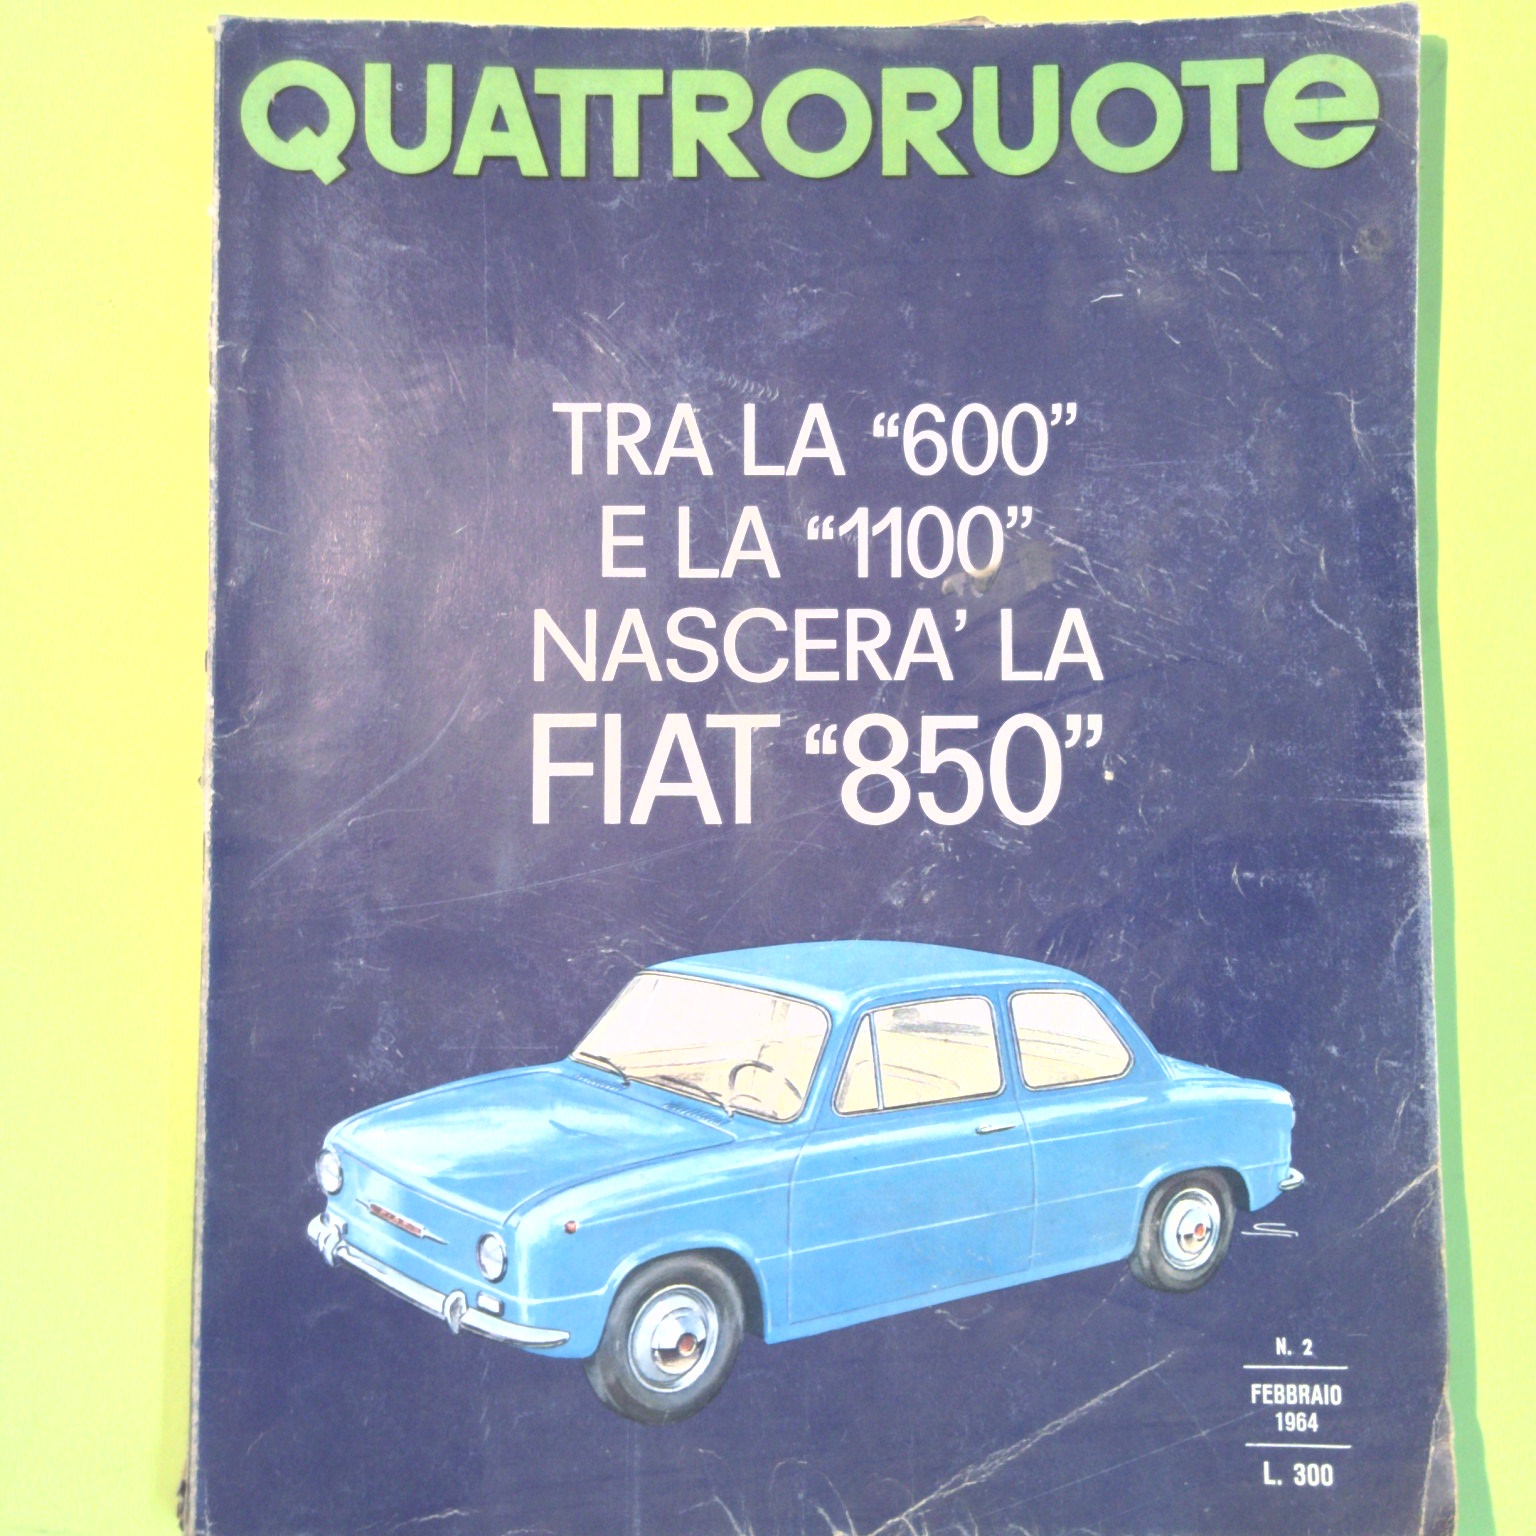 QUATTRORUOTe
TRA LA “600”
E LA “1100”
NASCERA’ LA
FIAT “850”
N. 2
FEBBRAIO
1964
L. 300